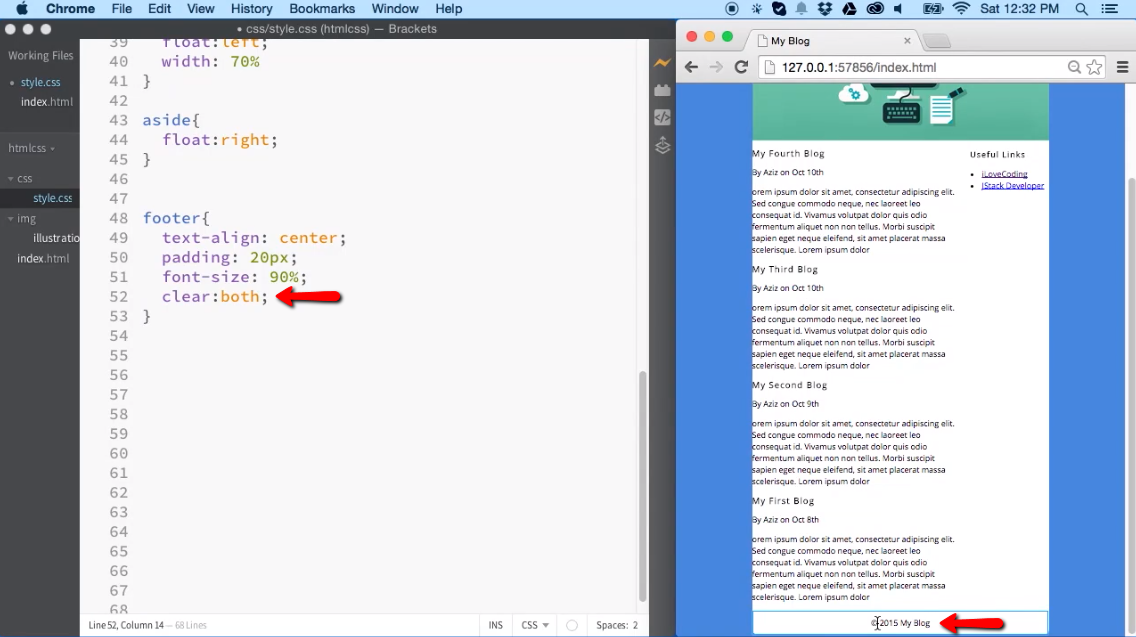 Chrome File Edit View History Bookmarks Window Help Sat 12:32 PM
• css/style.css (htmlcss) — Brackets
Working Files
style.css
index.html
htmlcss
css
style.css
img
illustratio
index.html
39 float:left;
40 width: 70%
41 }
42
43 aside{
44 float:right;
45 }
46
47
48 footer{
49 text-align: center;
50 padding: 20px;
51 font-size: 90%;
52 clear:both;
53 }
54
55
56
57
58
59
60
61
62
63
64
65
66
67
68
Line 52, Column 14 — 68 Lines
INS CSS Spaces: 2
My Blog
127.0.0.1:57856/index.html
My Fourth Blog
By Aziz on Oct 10th
orem ipsum dolor sit amet, consectetur adipiscing elit.
Sed congue commodo neque, nec laoreet leo
consequat id. Vivamus volutpat dolor quis odio
fermentum aliquet non non tellus. Morbi suscipit
sapien eget neque eleifend, sit amet placerat massa
scelerisque. Lorem ipsum dolor
Useful Links
iLoveCoding
JStack Developer
My Third Blog
By Aziz on Oct 10th
orem ipsum dolor sit amet, consectetur adipiscing elit.
Sed congue commodo neque, nec laoreet leo
consequat id. Vivamus volutpat dolor quis odio
fermentum aliquet non non tellus. Morbi suscipit
sapien eget neque eleifend, sit amet placerat massa
scelerisque. Lorem ipsum dolor
My Second Blog
By Aziz on Oct 9th
orem ipsum dolor sit amet, consectetur adipiscing elit.
Sed congue commodo neque, nec laoreet leo
consequat id. Vivamus volutpat dolor quis odio
fermentum aliquet non non tellus. Morbi suscipit
sapien eget neque eleifend, sit amet placerat massa
scelerisque. Lorem ipsum dolor
My First Blog
By Aziz on Oct 8th
orem ipsum dolor sit amet, consectetur adipiscing elit.
Sed congue commodo neque, nec laoreet leo
consequat id. Vivamus volutpat dolor quis odio
fermentum aliquet non non tellus. Morbi suscipit
sapien eget neque eleifend, sit amet placerat massa
scelerisque. Lorem ipsum dolor
© 2015 My Blog